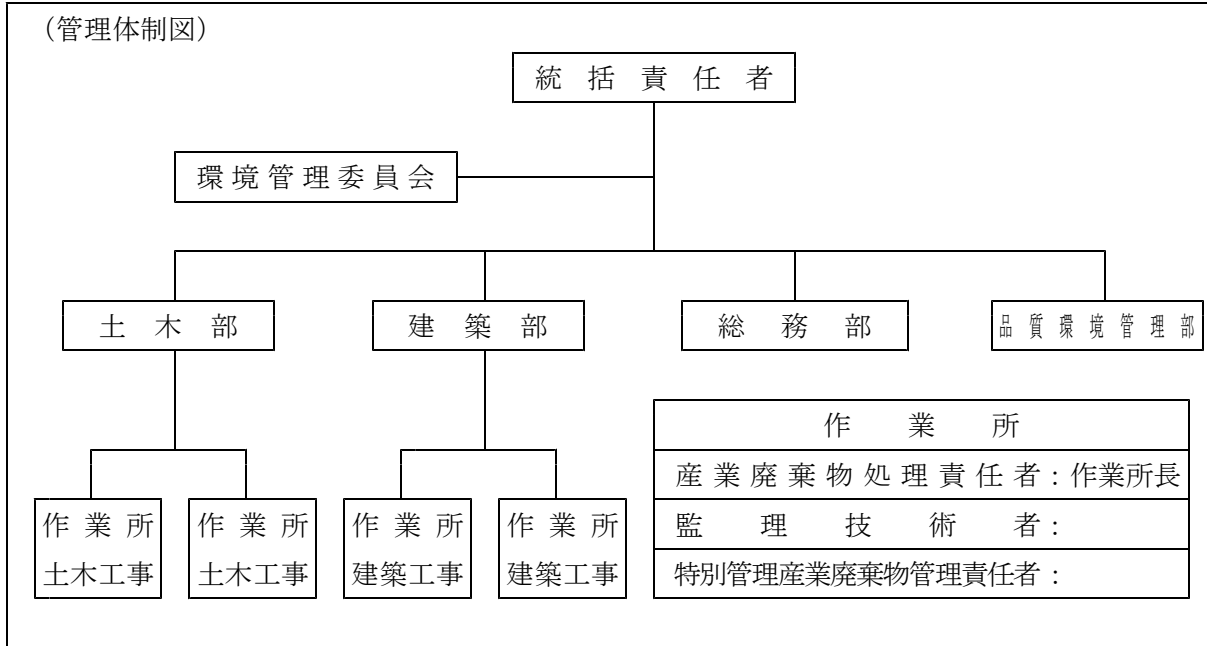 （管理体制図）
統括責任者
環境管理委員会
土木部
建築部
総務部
品質環境管理部
作業所
産業廃棄物処理責任者：作業所長
監理技術者：
特別管理産業廃棄物管理責任者：
作業所
土木工事
作業所
土木工事
作業所
建築工事
作業所
建築工事